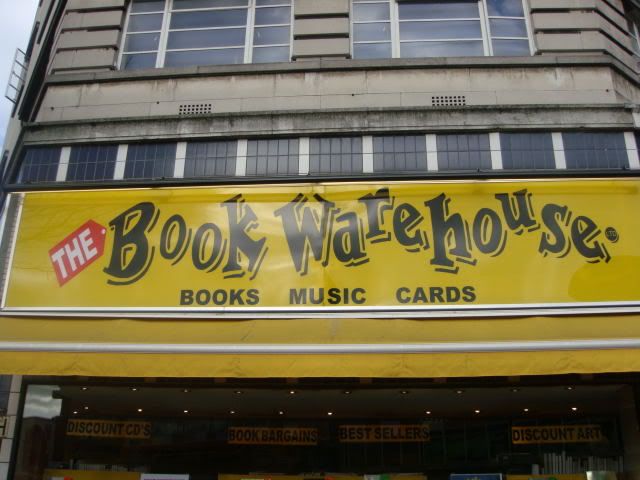 THE Book Warehouse LTD
BOOKS MUSIC CARDS
DISCOUNT CD'S BOOK BARGAINS BEST SELLERS DISCOUNT ART